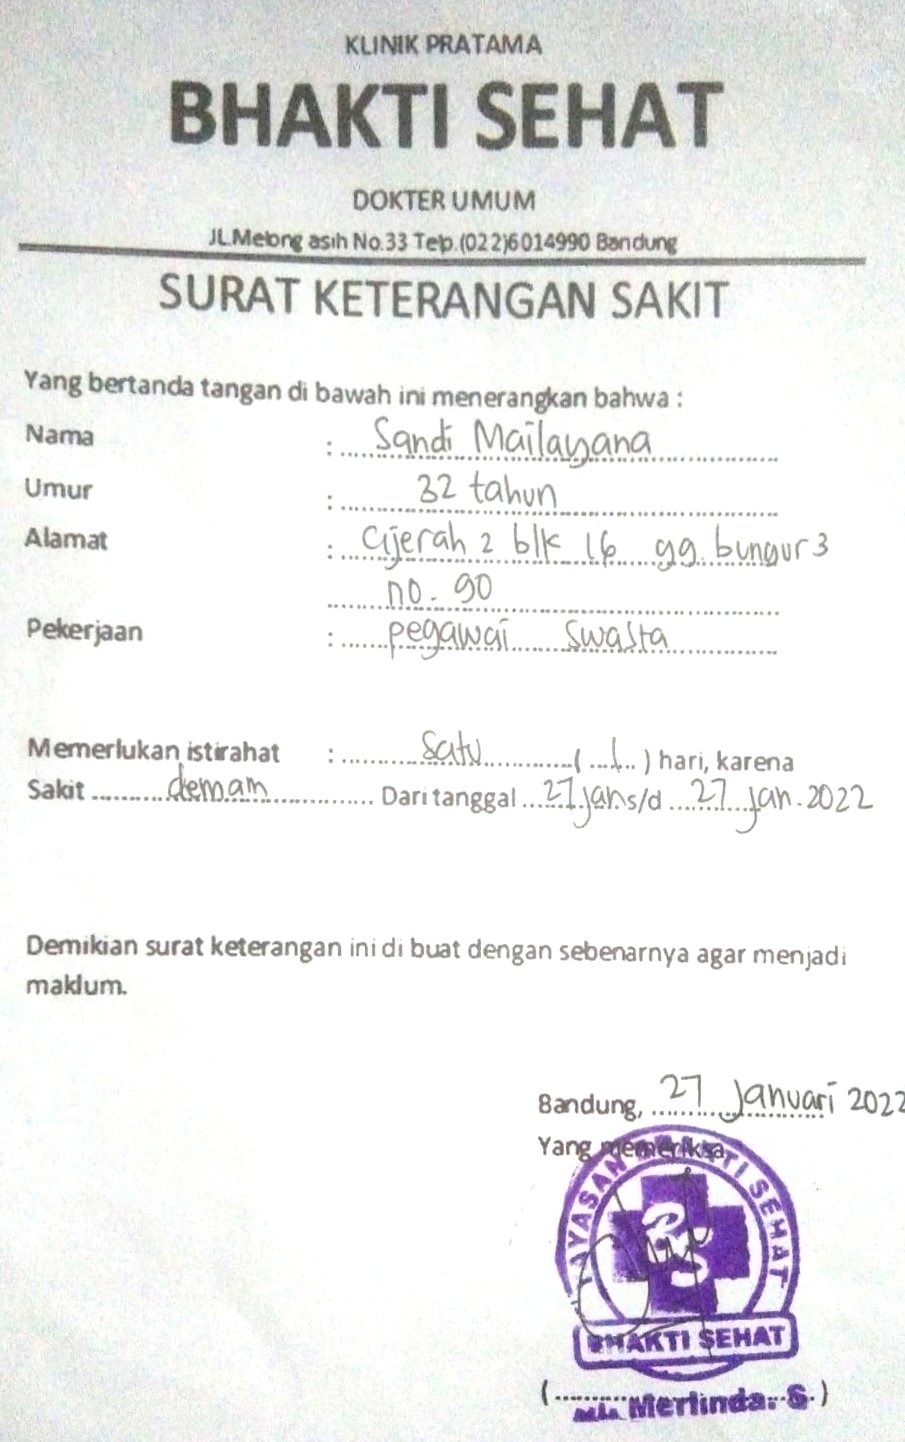 KLINIK PRATAMA
BHAKTI SEHAT
DOKTER UMUM
JL.Melong asih No.33 Telp.(022)6014990 Bandung
SURAT KETERANGAN SAKIT
Yang bertanda tangan di bawah ini menerangkan bahwa :
Nama : Sandi Mailayana
Umur : 32 tahun
Alamat : Cijerah 2 blk 16 gg. bungur 3
no. 90
Pekerjaan : pegawai Swasta
Memerlukan istirahat : Satu ( 1 ) hari, karena
Sakit demam Dari tanggal 27 jan s/d 27 jan. 2022
Demikian surat keterangan ini di buat dengan sebenarnya agar menjadi
maklum.
Bandung, 27 Januari 2022
Yang memeriksa
YAYASAN BHAKTI SEHAT
BHAKTI SEHAT
( Merlinda. S )